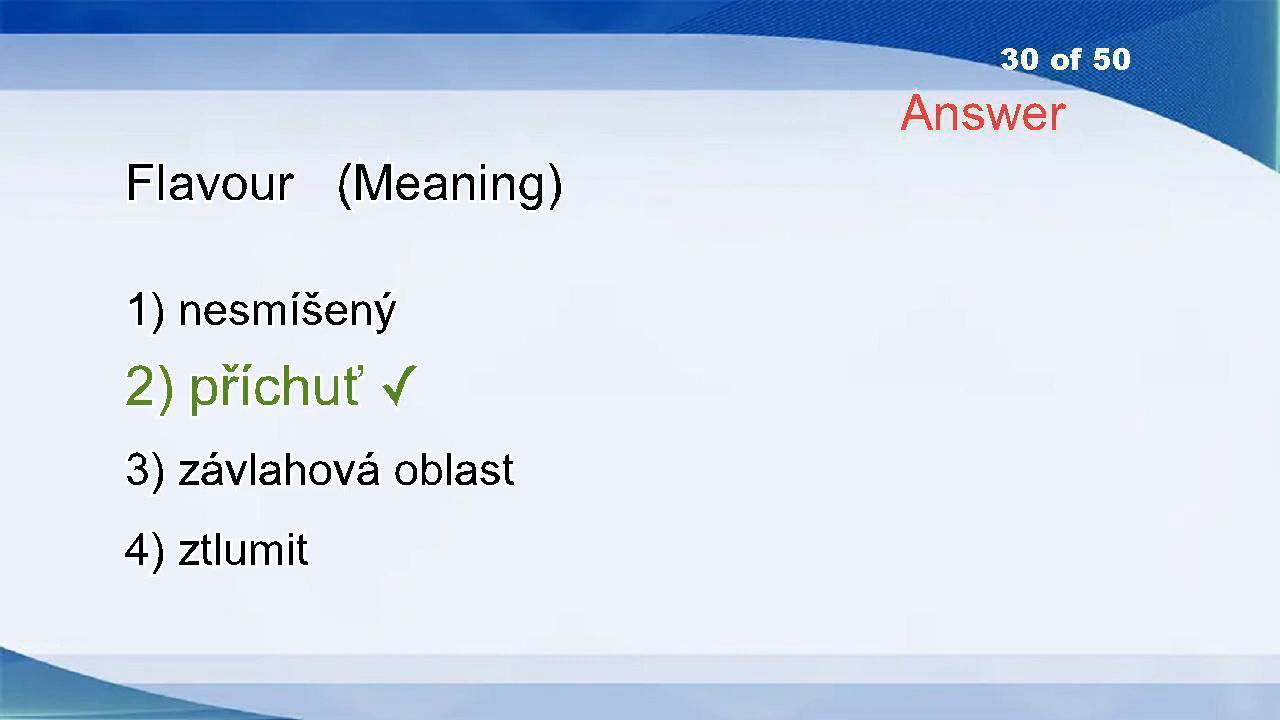 30 of 50
Answer
Flavour (Meaning)
1) nesmíšený
2) příchuť ✓
3) závlahová oblast
4) ztlumit